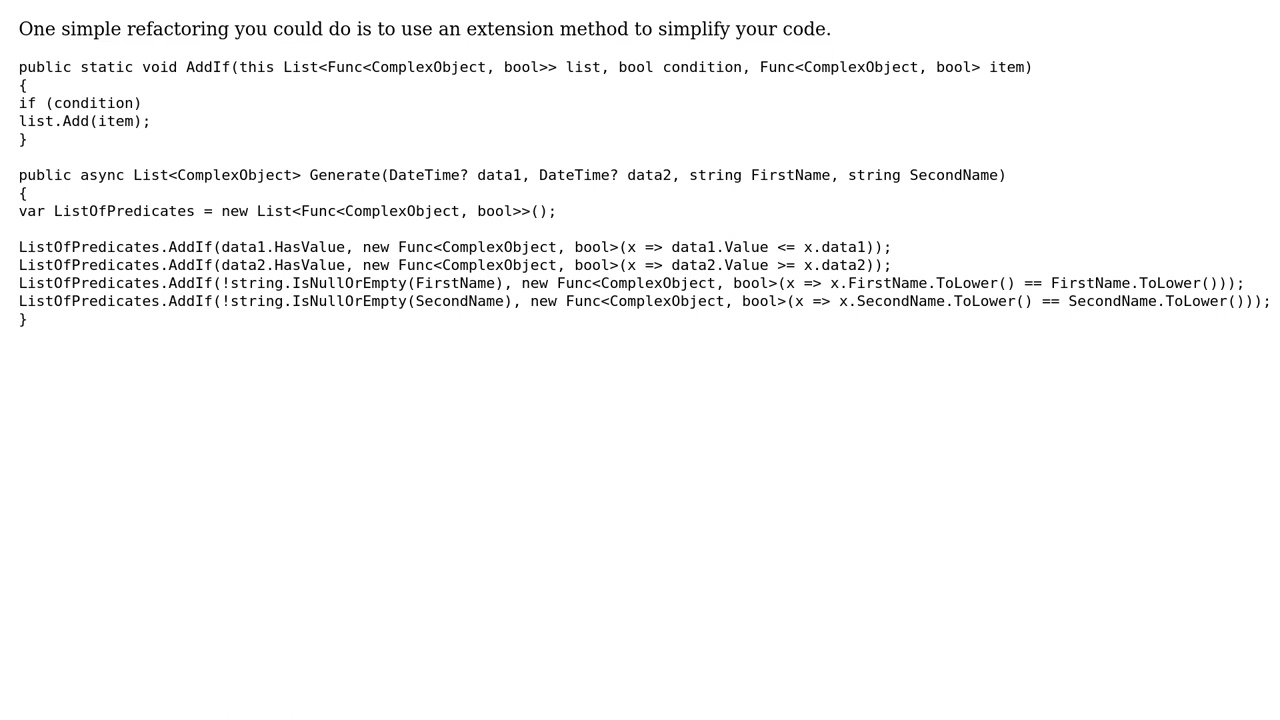 One simple refactoring you could do is to use an extension method to simplify your code.
public static void AddIf(this List<Func<ComplexObject, bool>> list, bool condition, Func<ComplexObject, bool> item)
{
if (condition)
list.Add(item);
}
public async List<ComplexObject> Generate(DateTime? data1, DateTime? data2, string FirstName, string SecondName)
{
var ListOfPredicates = new List<Func<ComplexObject, bool>>();
ListOfPredicates.AddIf(data1.HasValue, new Func<ComplexObject, bool>(x => data1.Value <= x.data1));
ListOfPredicates.AddIf(data2.HasValue, new Func<ComplexObject, bool>(x => data2.Value >= x.data2));
ListOfPredicates.AddIf(!string.IsNullOrEmpty(FirstName), new Func<ComplexObject, bool>(x => x.FirstName.ToLower() == FirstName.ToLower()));
ListOfPredicates.AddIf(!string.IsNullOrEmpty(SecondName), new Func<ComplexObject, bool>(x => x.SecondName.ToLower() == SecondName.ToLower()));
}